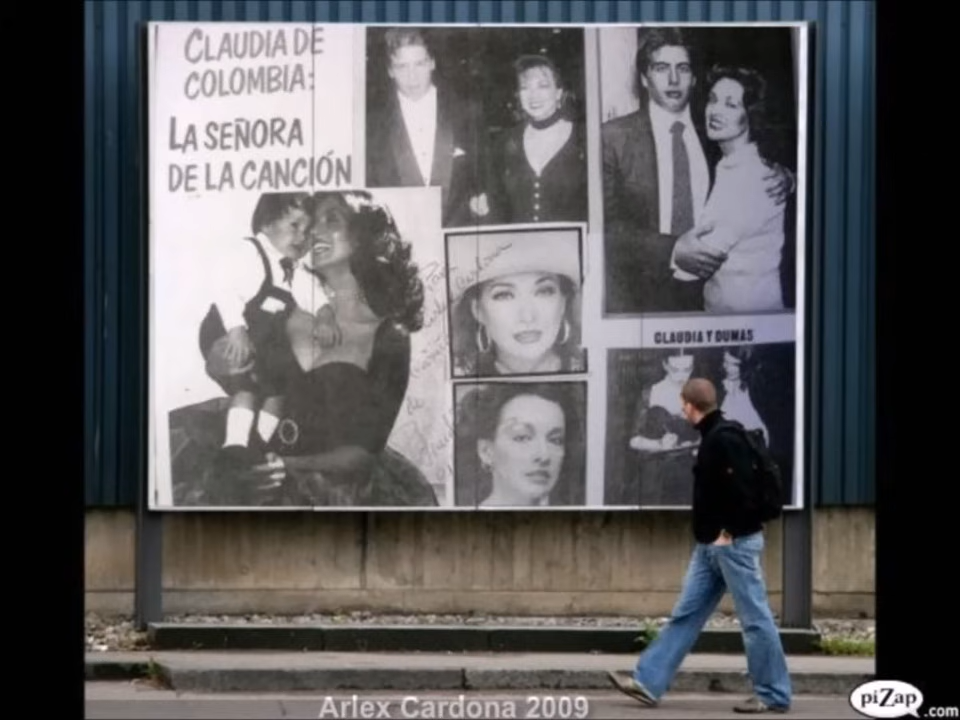 CLAUDIA DE
COLOMBIA:
LA SEÑORA
DE LA CANCIÓN
CLAUDIA Y DUMAS
Arlex Cardona 2009
piZap
.com